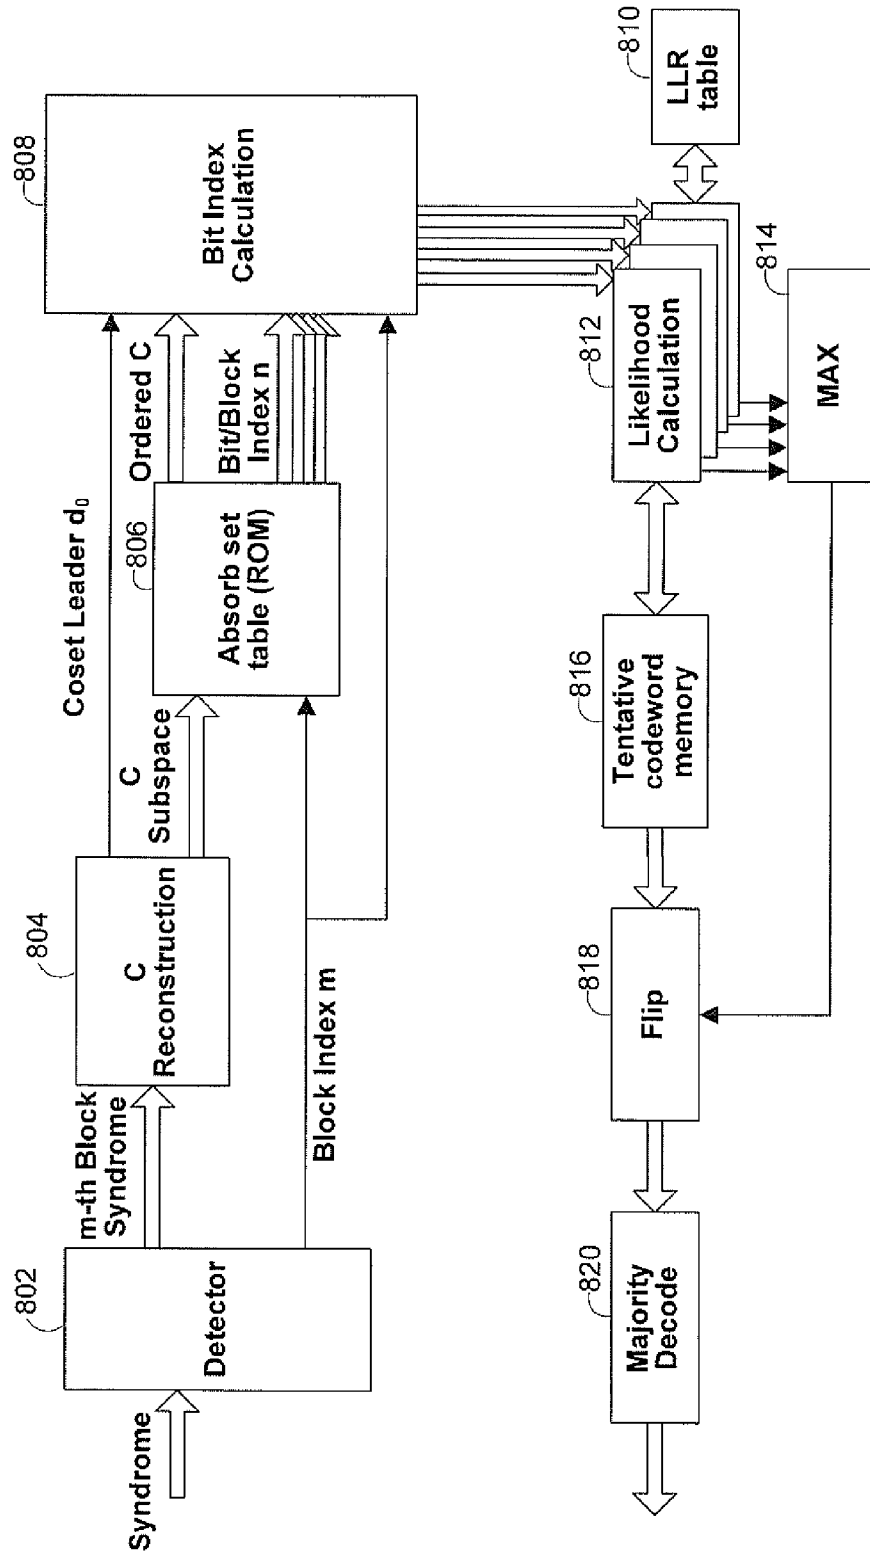 Syndrome
802
Detector
m-th Block
Syndrome
Block Index m
804
C
Reconstruction
Coset Leader d₀
C
Subspace
806
Absorb set
table (ROM)
Ordered C
Bit/Block
Index n
808
Bit Index
Calculation
810
LLR
table
812
Likelihood
Calculation
814
MAX
816
Tentative
codeword
memory
818
Flip
820
Majority
Decode